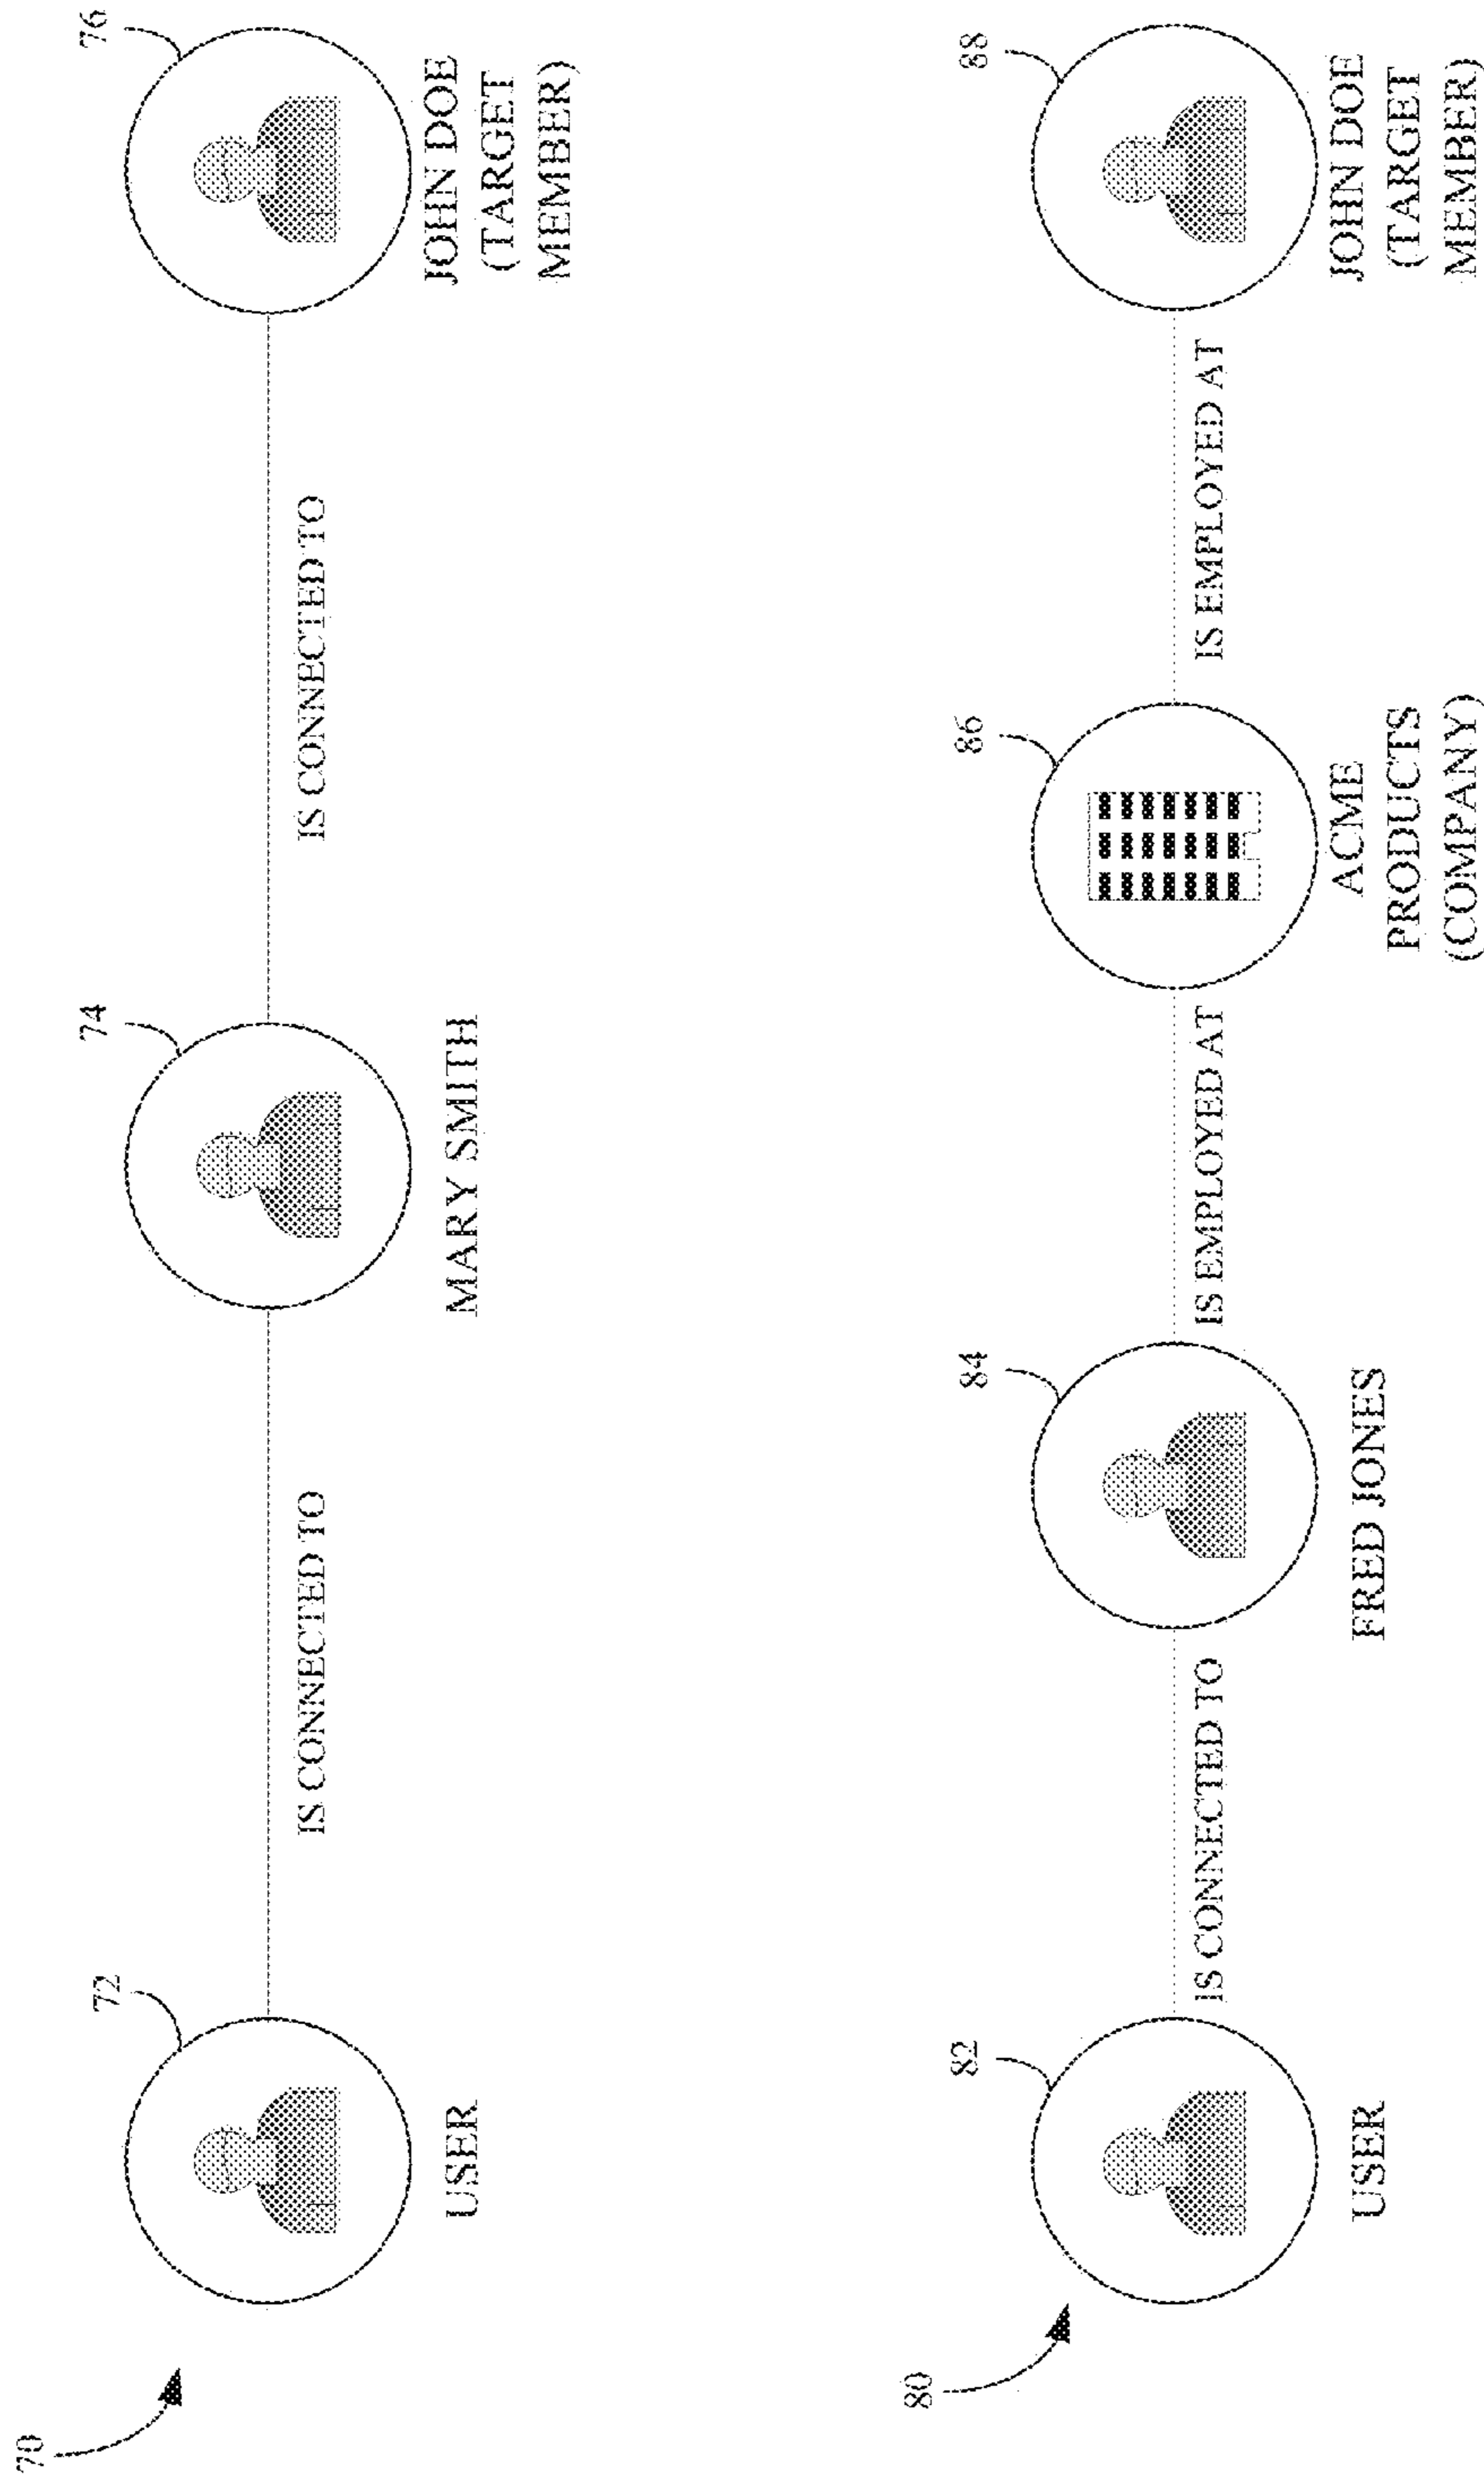 70
72
74
76
IS CONNECTED TO
IS CONNECTED TO
USER
MARY SMITH
JOHN DOE
(TARGET
MEMBER)
80
82
84
86
88
IS CONNECTED TO
IS EMPLOYED AT
IS EMPLOYED AT
USER
FRED JONES
ACME
PRODUCTS
(COMPANY)
JOHN DOE
(TARGET
MEMBER)